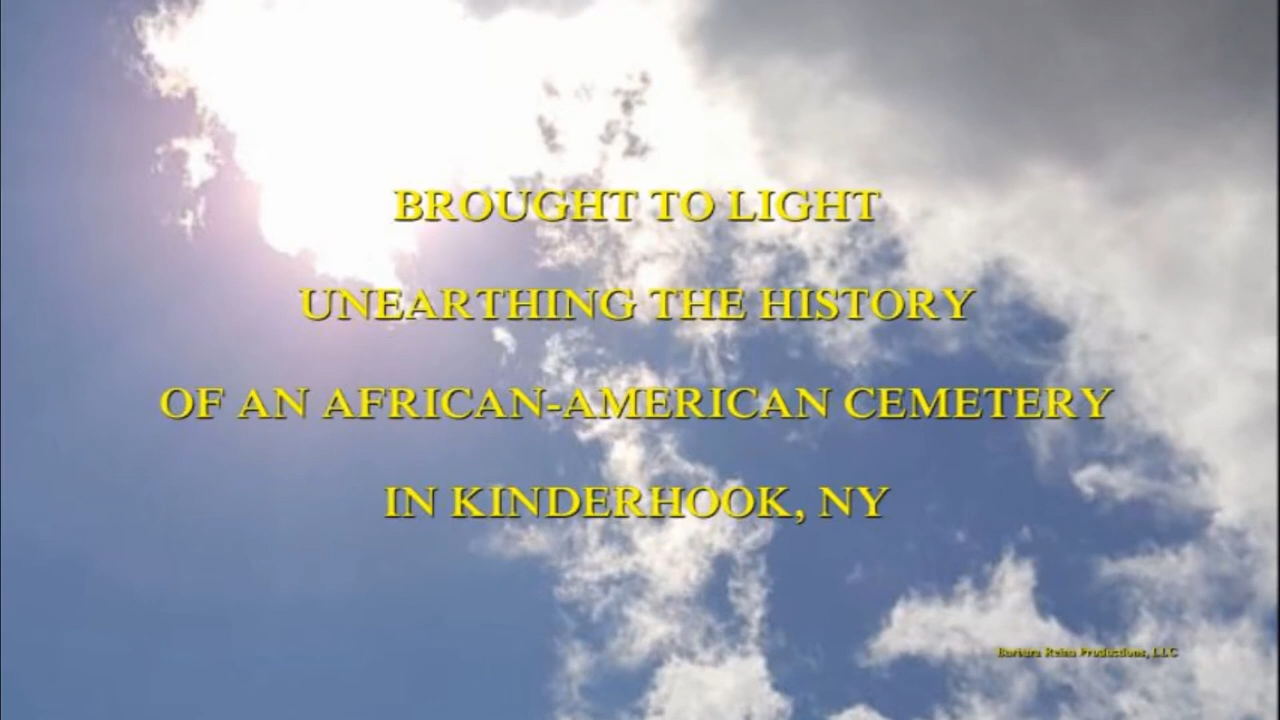 BROUGHT TO LIGHT
UNEARTHING THE HISTORY
OF AN AFRICAN-AMERICAN CEMETERY
IN KINDERHOOK, NY
Barbara Reina Productions, LLC